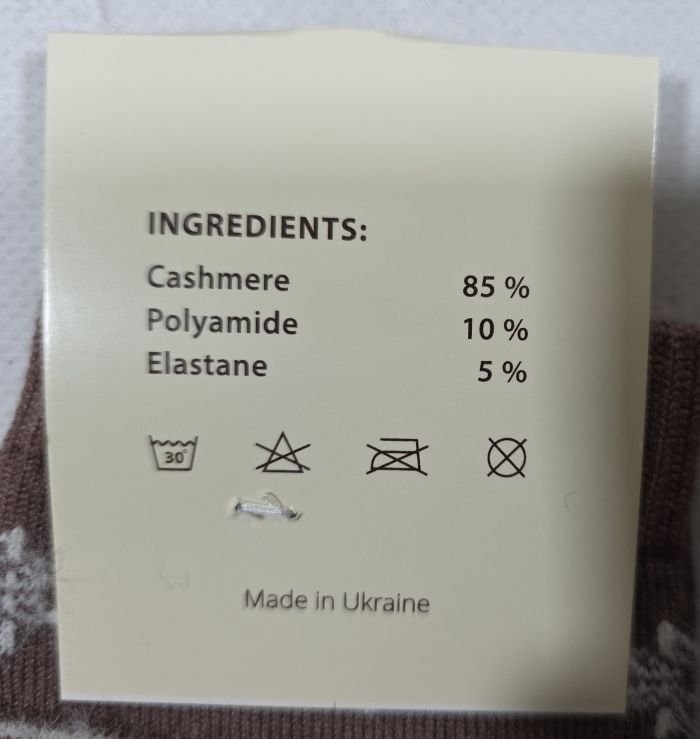 INGREDIENTS:
Cashmere 85 %
Polyamide 10 %
Elastane 5 %
30°
Made in Ukraine